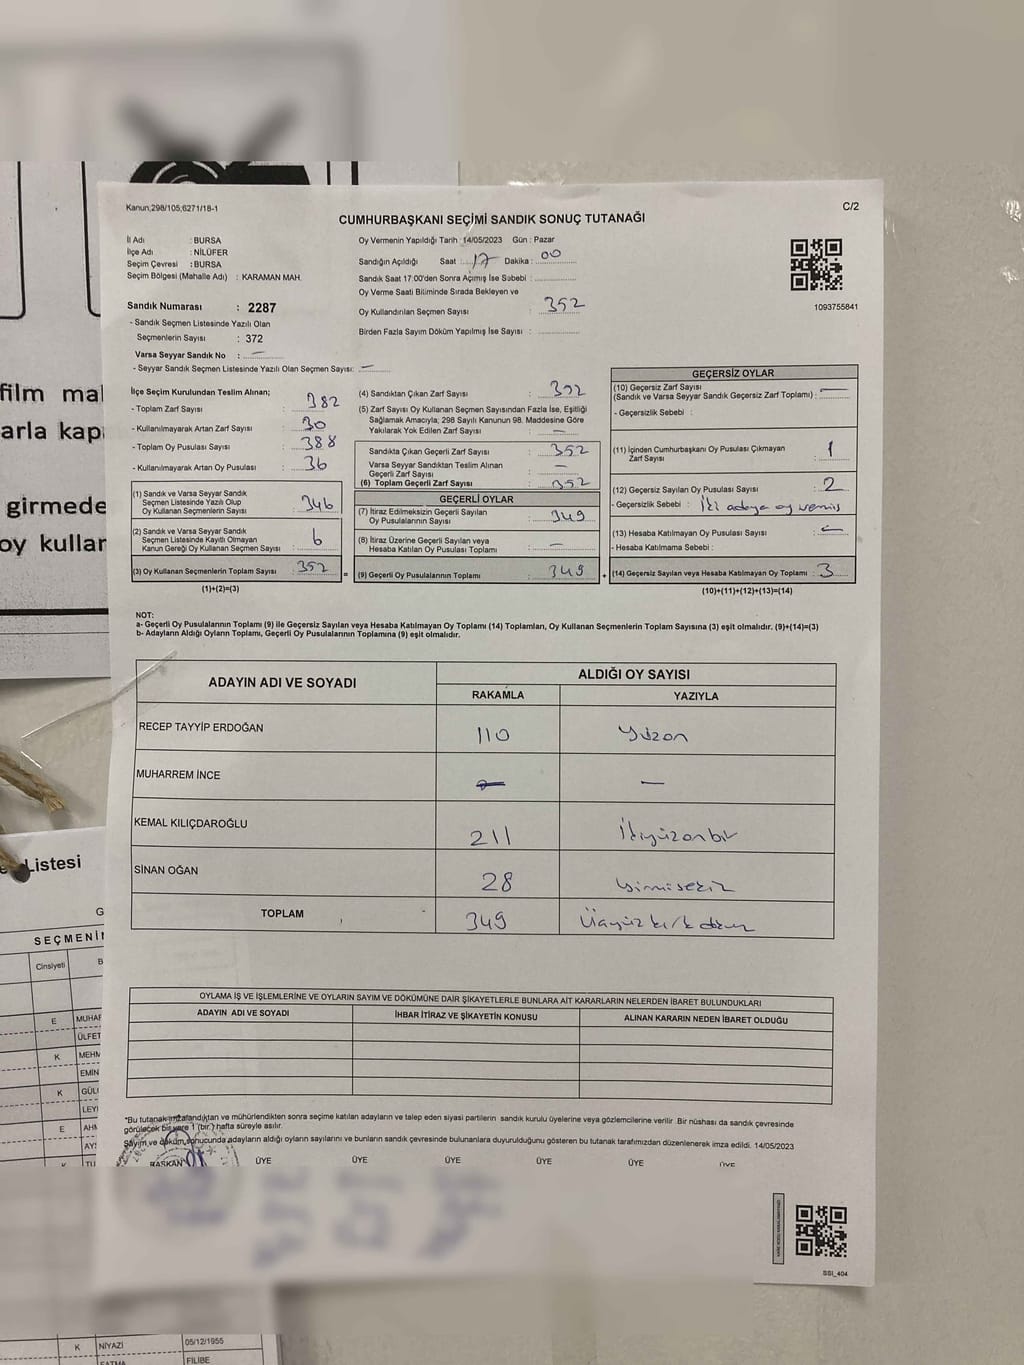 film mal
arla kapa
girmede
oy kullan
Kanun;298/105;6271/18-1
C/2
CUMHURBAŞKANI SEÇİMİ SANDIK SONUÇ TUTANAĞI
İl Adı : BURSA
İlçe Adı : NİLÜFER
Seçim Çevresi : BURSA
Seçim Bölgesi (Mahalle Adı) : KARAMAN MAH.
Sandık Numarası : 2287
- Sandık Seçmen Listesinde Yazılı Olan
Seçmenlerin Sayısı : 372
Varsa Seyyar Sandık No : —
- Seyyar Sandık Seçmen Listesinde Yazılı Olan Seçmen Sayısı: —
Oy Vermenin Yapıldığı Tarih : 14/05/2023 Gün : Pazar
Sandığın Açıldığı Saat : 17 Dakika : 00
Sandık Saat 17:00'den Sonra Açılmış İse Sebebi :
Oy Verme Saati Bitiminde Sırada Bekleyen ve
Oy Kullandırılan Seçmen Sayısı : 352
Birden Fazla Sayım Döküm Yapılmış İse Sayısı :
1093755841
İlçe Seçim Kurulundan Teslim Alınan;
- Toplam Zarf Sayısı : 382
- Kullanılmayarak Artan Zarf Sayısı : 30
- Toplam Oy Pusulası Sayısı : 388
- Kullanılmayarak Artan Oy Pusulası : 36
(1) Sandık ve Varsa Seyyar Sandık
Seçmen Listesinde Yazılı Olup
Oy Kullanan Seçmenlerin Sayısı : 346
(2) Sandık ve Varsa Seyyar Sandık
Seçmen Listesinde Kayıtlı Olmayan
Kanun Gereği Oy Kullanan Seçmen Sayısı : 6
(3) Oy Kullanan Seçmenlerin Toplam Sayısı : 352
(1)+(2)=(3)
(4) Sandıktan Çıkan Zarf Sayısı : 352
(5) Zarf Sayısı Oy Kullanan Seçmen Sayısından Fazla İse, Eşitliği
Sağlamak Amacıyla; 298 Sayılı Kanunun 98. Maddesine Göre
Yakılarak Yok Edilen Zarf Sayısı : —
Sandıkta Çıkan Geçerli Zarf Sayısı : 352
Varsa Seyyar Sandıktan Teslim Alınan
Geçerli Zarf Sayısı : —
(6) Toplam Geçerli Zarf Sayısı : 352
GEÇERLİ OYLAR
(7) İtiraz Edilmeksizin Geçerli Sayılan
Oy Pusulalarının Sayısı : 349
(8) İtiraz Üzerine Geçerli Sayılan veya
Hesaba Katılan Oy Pusulası Toplamı : —
(9) Geçerli Oy Pusulalarının Toplamı : 349
GEÇERSİZ OYLAR
(10) Geçersiz Zarf Sayısı
(Sandık ve Varsa Seyyar Sandık Geçersiz Zarf Toplamı) : —
- Geçersizlik Sebebi :
(11) İçinden Cumhurbaşkanı Oy Pusulası Çıkmayan
Zarf Sayısı : 1
(12) Geçersiz Sayılan Oy Pusulası Sayısı : 2
- Geçersizlik Sebebi : İki adaya oy vermiş
(13) Hesaba Katılmayan Oy Pusulası Sayısı : —
- Hesaba Katılmama Sebebi :
(14) Geçersiz Sayılan veya Hesaba Katılmayan Oy Toplamı : 3
(10)+(11)+(12)+(13)=(14)
NOT:
a- Geçerli Oy Pusulalarının Toplamı (9) ile Geçersiz Sayılan veya Hesaba Katılmayan Oy Toplamı (14) Toplamları, Oy Kullanan Seçmenlerin Toplam Sayısına (3) eşit olmalıdır. (9)+(14)=(3)
b- Adayların Aldığı Oyların Toplamı, Geçerli Oy Pusulalarının Toplamına (9) eşit olmalıdır.
ADAYIN ADI VE SOYADI ALDIĞI OY SAYISI
RAKAMLA YAZIYLA
RECEP TAYYİP ERDOĞAN 110 Yüzon
MUHARREM İNCE — —
KEMAL KILIÇDAROĞLU 211 İkiyüzonbir
SİNAN OĞAN 28 Yirmisekiz
TOPLAM 349 Üçyüzkırkdokuz
OYLAMA İŞ VE İŞLEMLERİNE VE OYLARIN SAYIM VE DÖKÜMÜNE DAİR ŞİKAYETLERLE BUNLARA AİT KARARLARIN NELERDEN İBARET BULUNDUKLARI
ADAYIN ADI VE SOYADI İHBAR İTİRAZ VE ŞİKAYETİN KONUSU ALINAN KARARIN NEDEN İBARET OLDUĞU
*Bu tutanak imzalandıktan ve mühürlendikten sonra seçime katılan adayların ve talep eden siyasi partilerin sandık kurulu üyelerine veya gözlemcilerine verilir. Bir nüshası da sandık çevresinde
görülecek bir yere 1 (bir) hafta süreyle asılır.
Sayım ve döküm sonucunda adayların aldığı oyların sayılarını ve bunların sandık çevresinde bulunanlara duyurulduğunu gösteren bu tutanak tarafımızdan düzenlenerek imza edildi. 14/05/2023
BAŞKAN ÜYE ÜYE ÜYE ÜYE ÜYE ÜYE
SSI_404
Listesi
SEÇMENİN
Cinsiyeti
E MUHAR
ÜLFET
K MEHM
EMİN
K GÜL
LEY
E AHM
AYŞ
K NİYAZİ 05/12/1955
FATMA FİLİBE